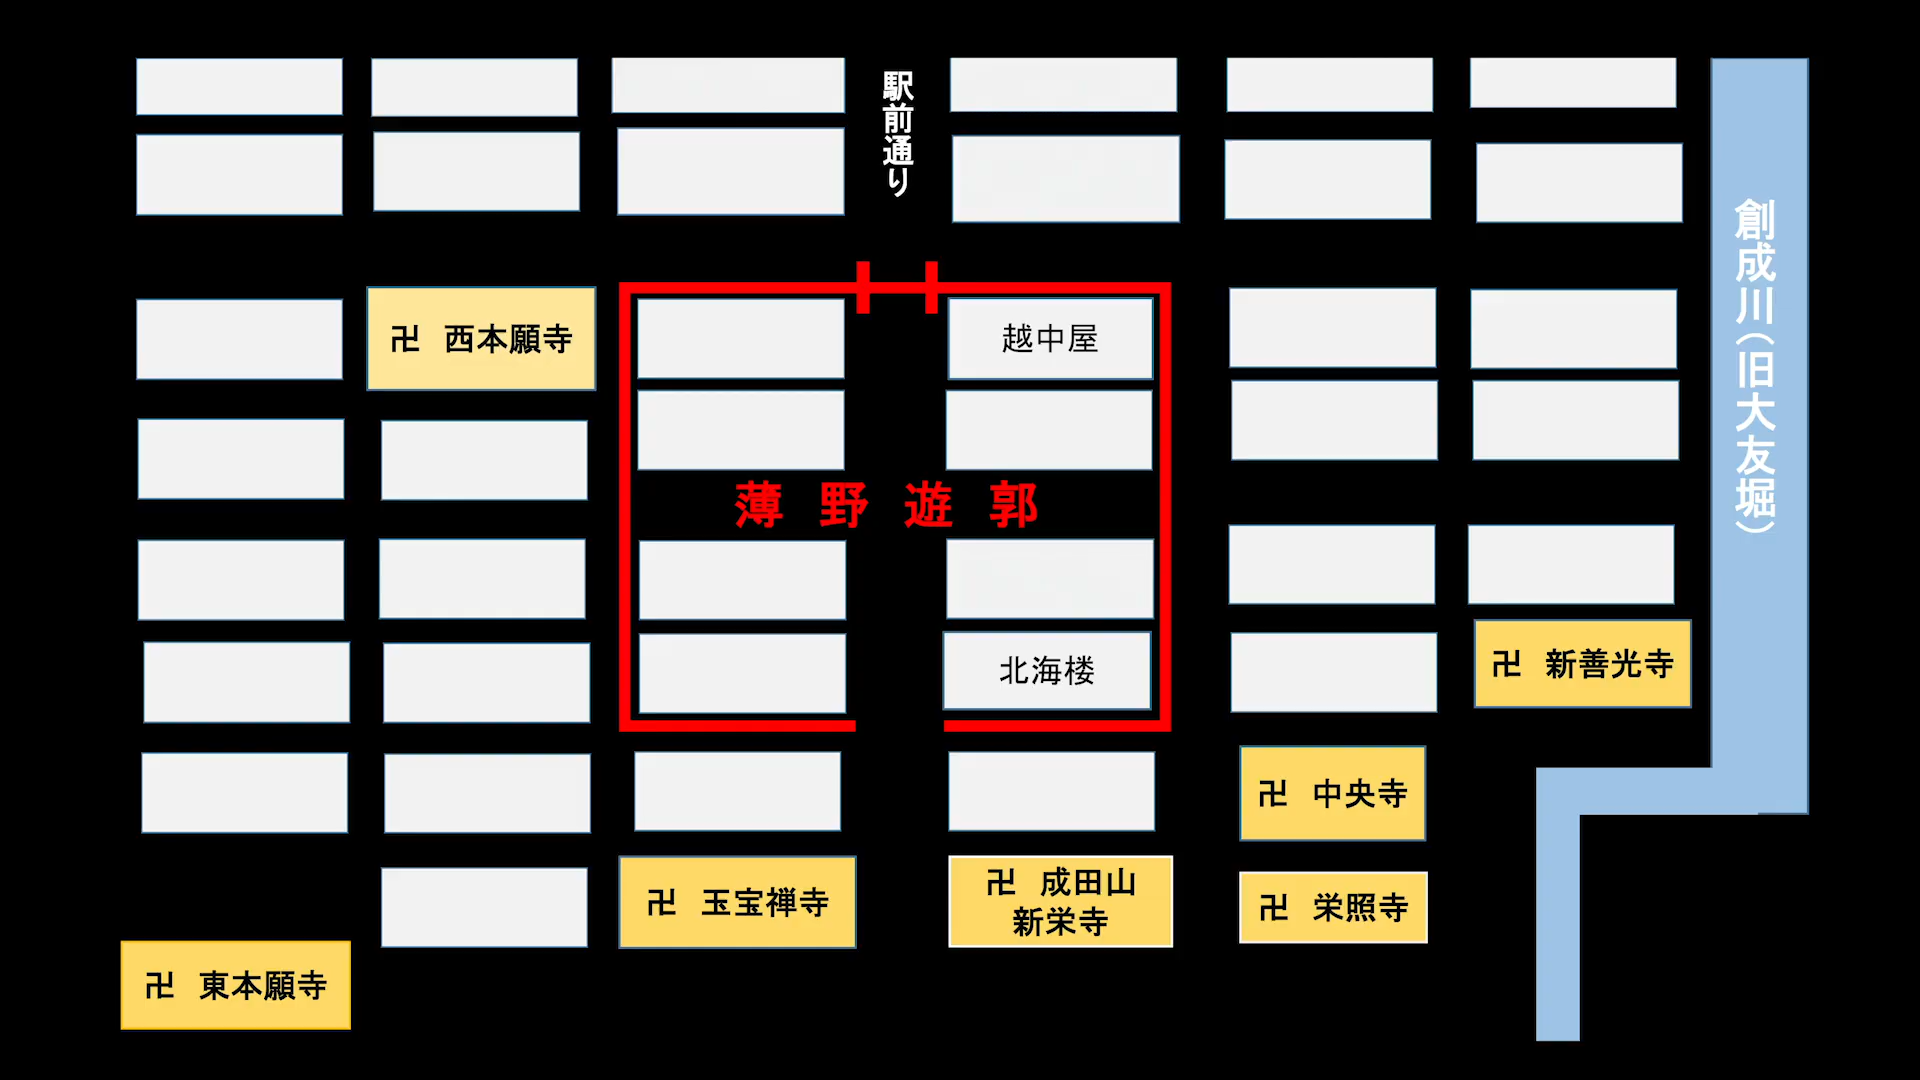 駅前通り
創成川(旧大友堀)
卍 西本願寺
越中屋
薄野遊郭
北海楼
卍 新善光寺
卍 中央寺
卍 玉宝禅寺
卍 成田山
新栄寺
卍 栄照寺
卍 東本願寺